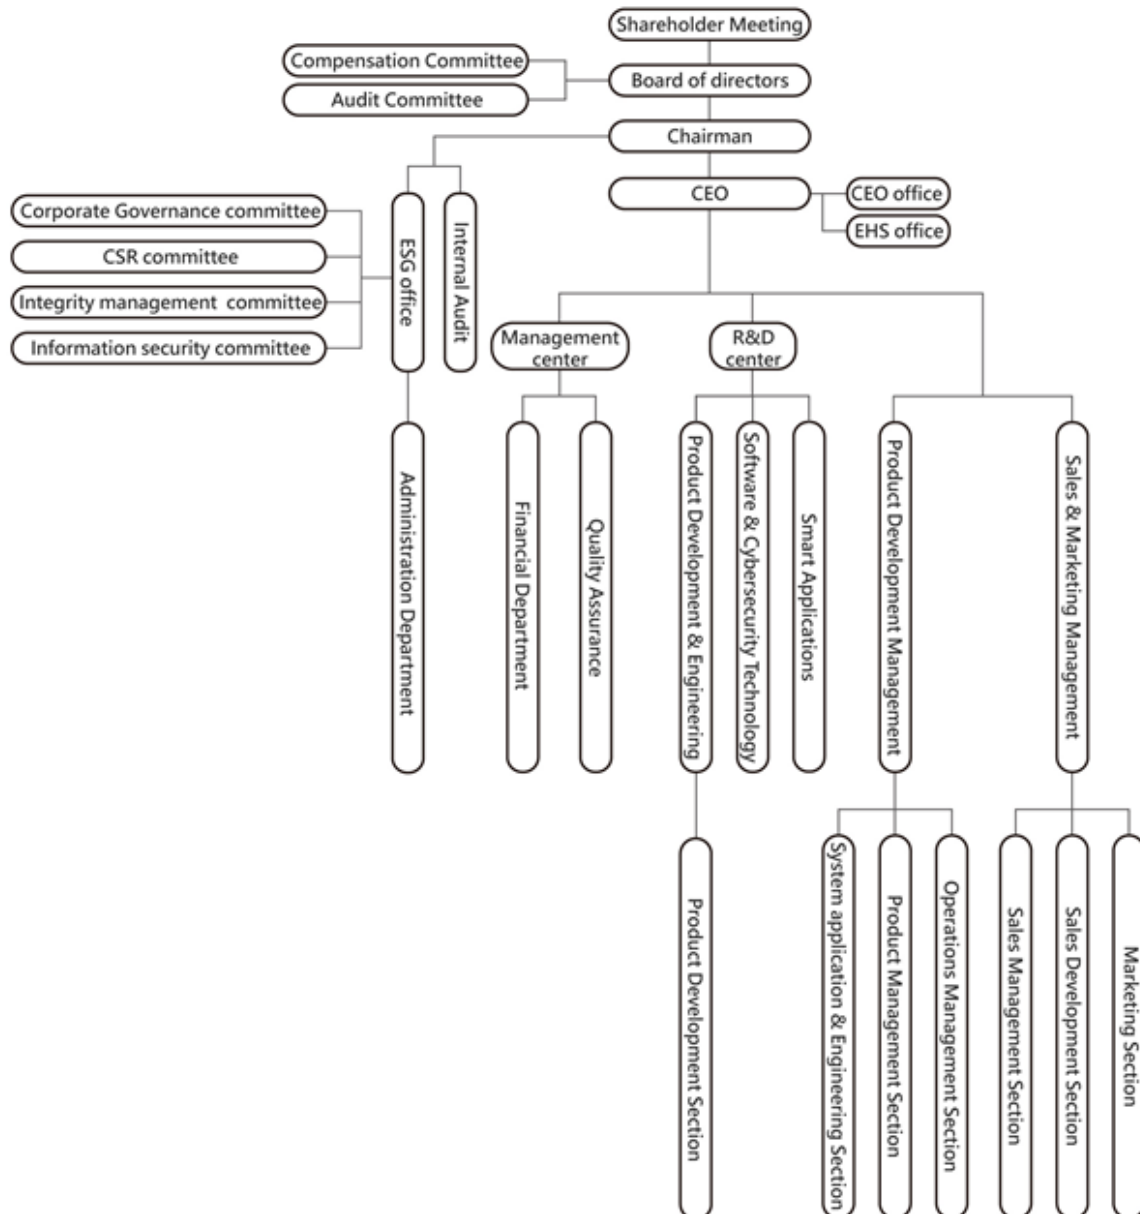 Shareholder Meeting
Compensation Committee
Board of directors
Audit Committee
Chairman
CEO
CEO office
EHS office
Corporate Governance committee
CSR committee
Integrity management committee
Information security committee
ESG office
Internal Audit
Management
center
R&D
center
Administration Department
Financial Department
Quality Assurance
Product Development & Engineering
Software & Cybersecurity Technology
Smart Applications
Product Development Management
Sales & Marketing Management
Product Development Section
System application & Engineering Section
Product Management Section
Operations Management Section
Sales Management Section
Sales Development Section
Marketing Section